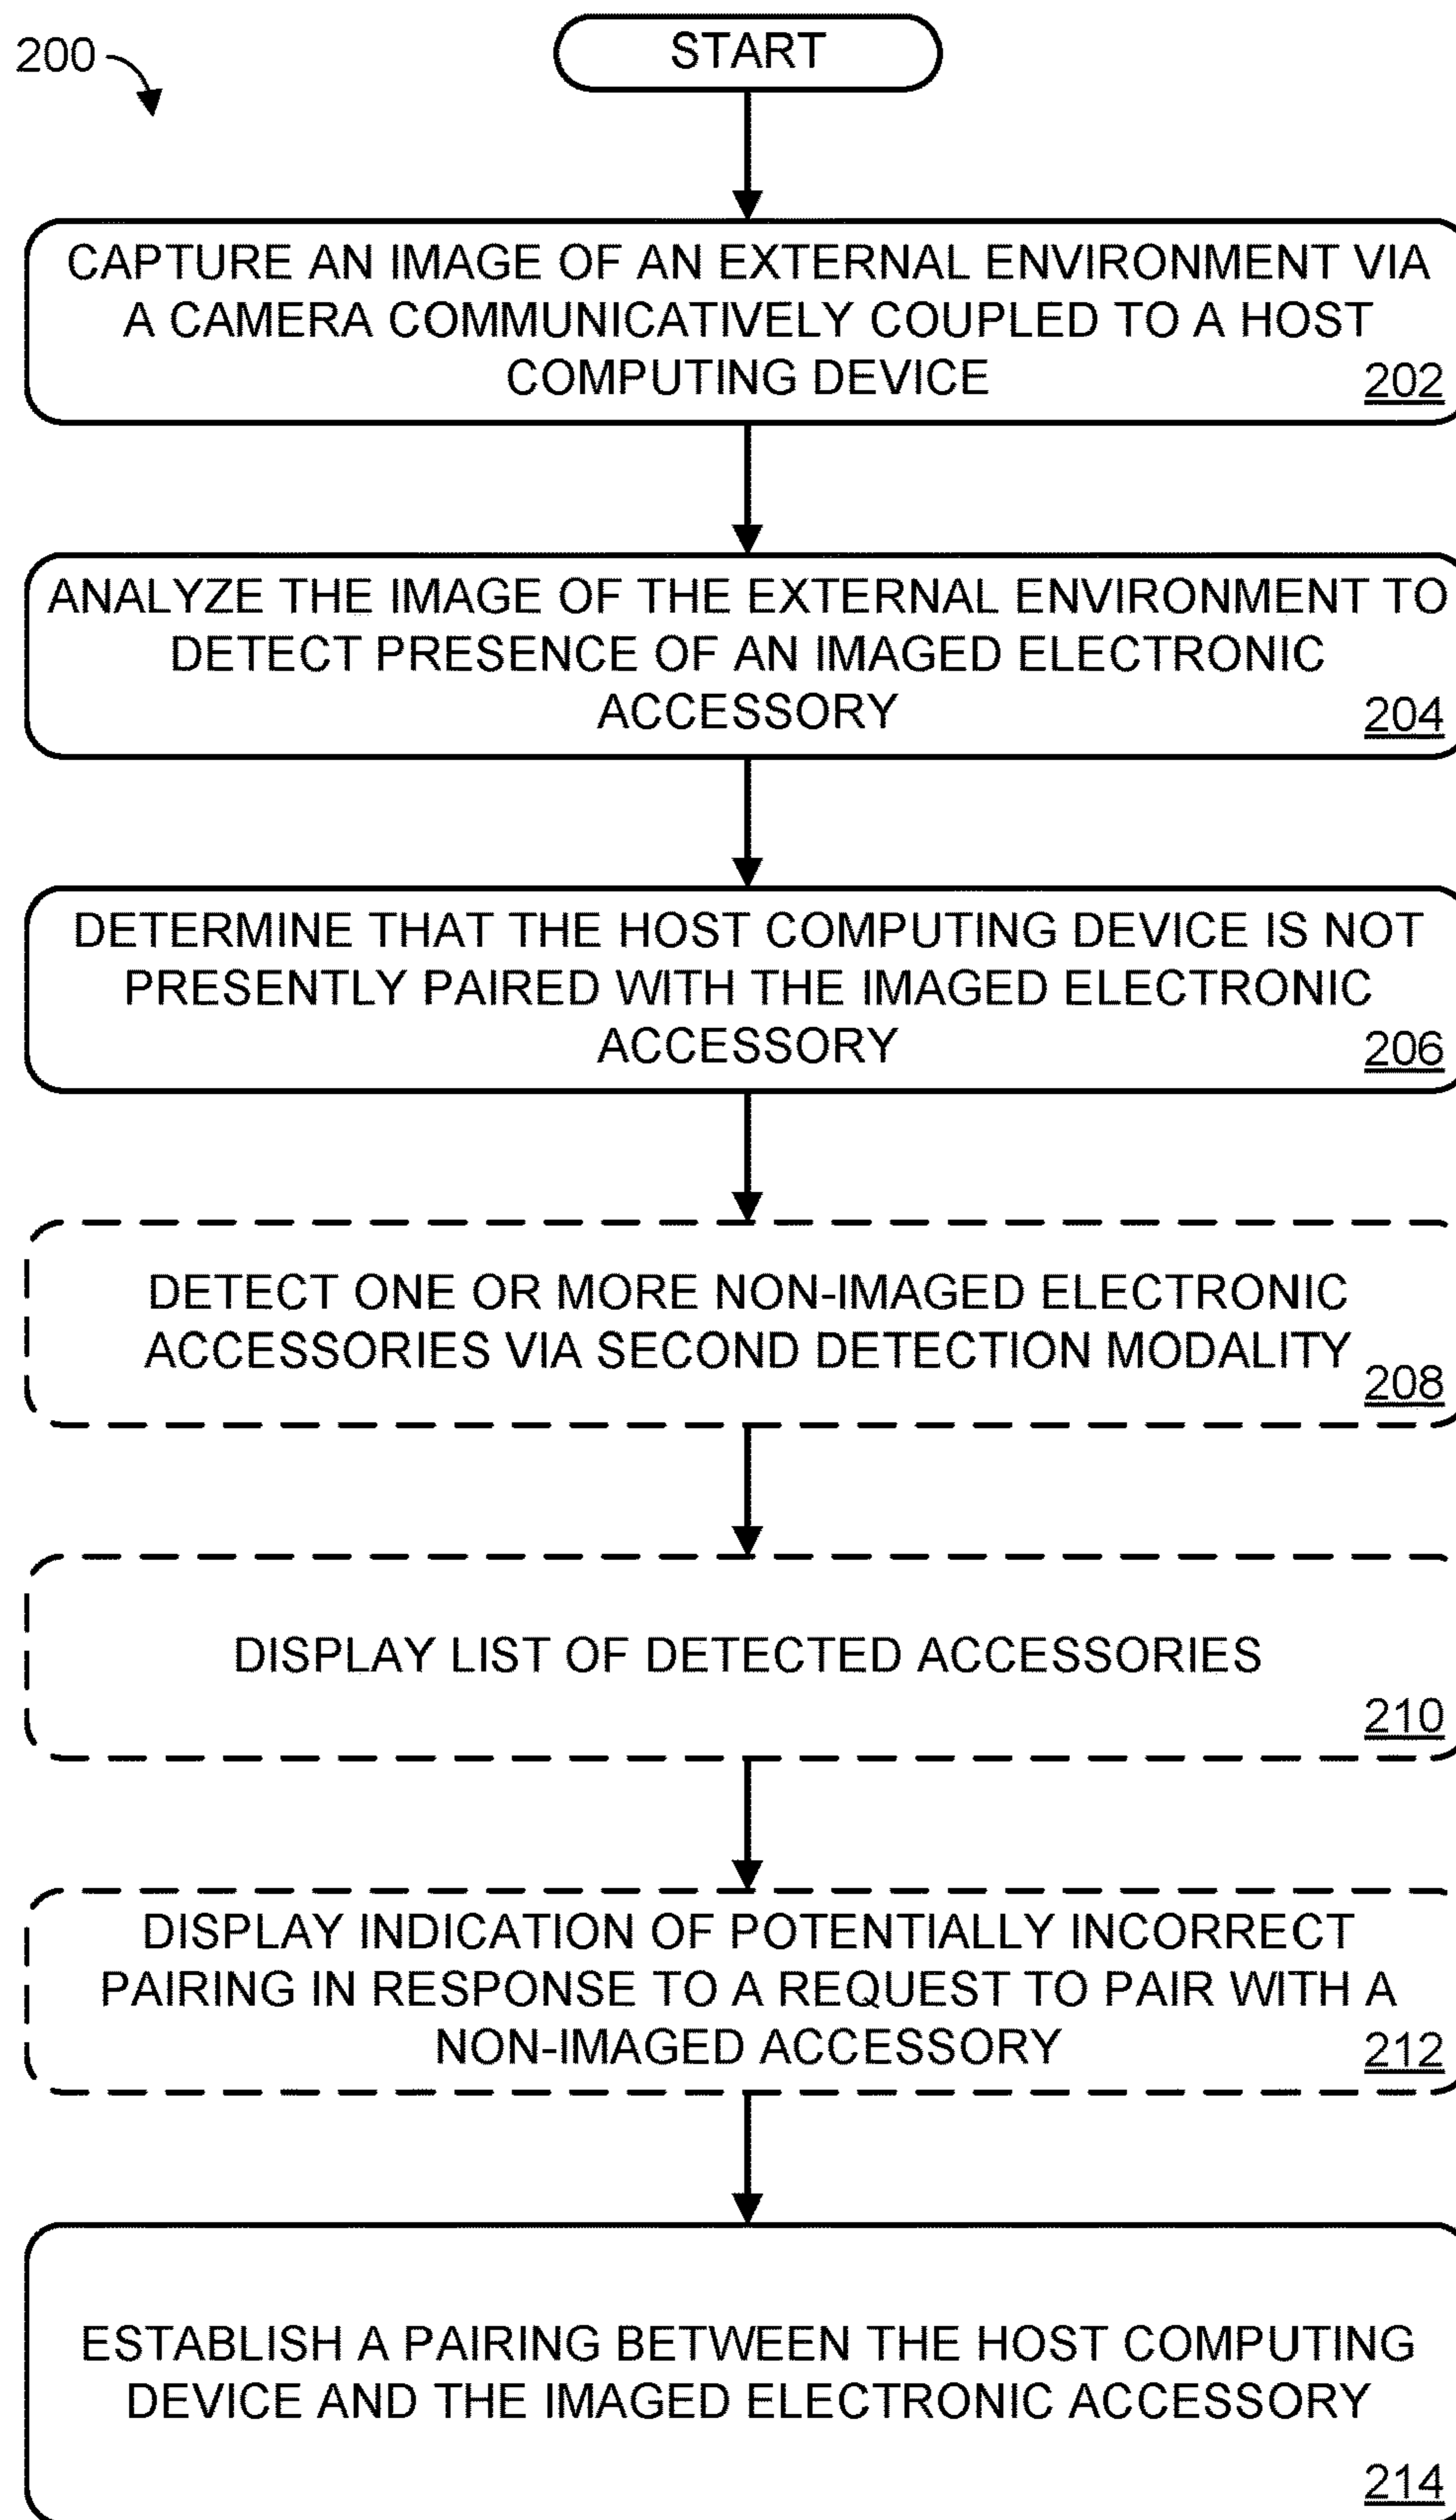 200
START
CAPTURE AN IMAGE OF AN EXTERNAL ENVIRONMENT VIA
A CAMERA COMMUNICATIVELY COUPLED TO A HOST
COMPUTING DEVICE
202
ANALYZE THE IMAGE OF THE EXTERNAL ENVIRONMENT TO
DETECT PRESENCE OF AN IMAGED ELECTRONIC
ACCESSORY
204
DETERMINE THAT THE HOST COMPUTING DEVICE IS NOT
PRESENTLY PAIRED WITH THE IMAGED ELECTRONIC
ACCESSORY
206
DETECT ONE OR MORE NON-IMAGED ELECTRONIC
ACCESSORIES VIA SECOND DETECTION MODALITY
208
DISPLAY LIST OF DETECTED ACCESSORIES
210
DISPLAY INDICATION OF POTENTIALLY INCORRECT
PAIRING IN RESPONSE TO A REQUEST TO PAIR WITH A
NON-IMAGED ACCESSORY
212
ESTABLISH A PAIRING BETWEEN THE HOST COMPUTING
DEVICE AND THE IMAGED ELECTRONIC ACCESSORY
214